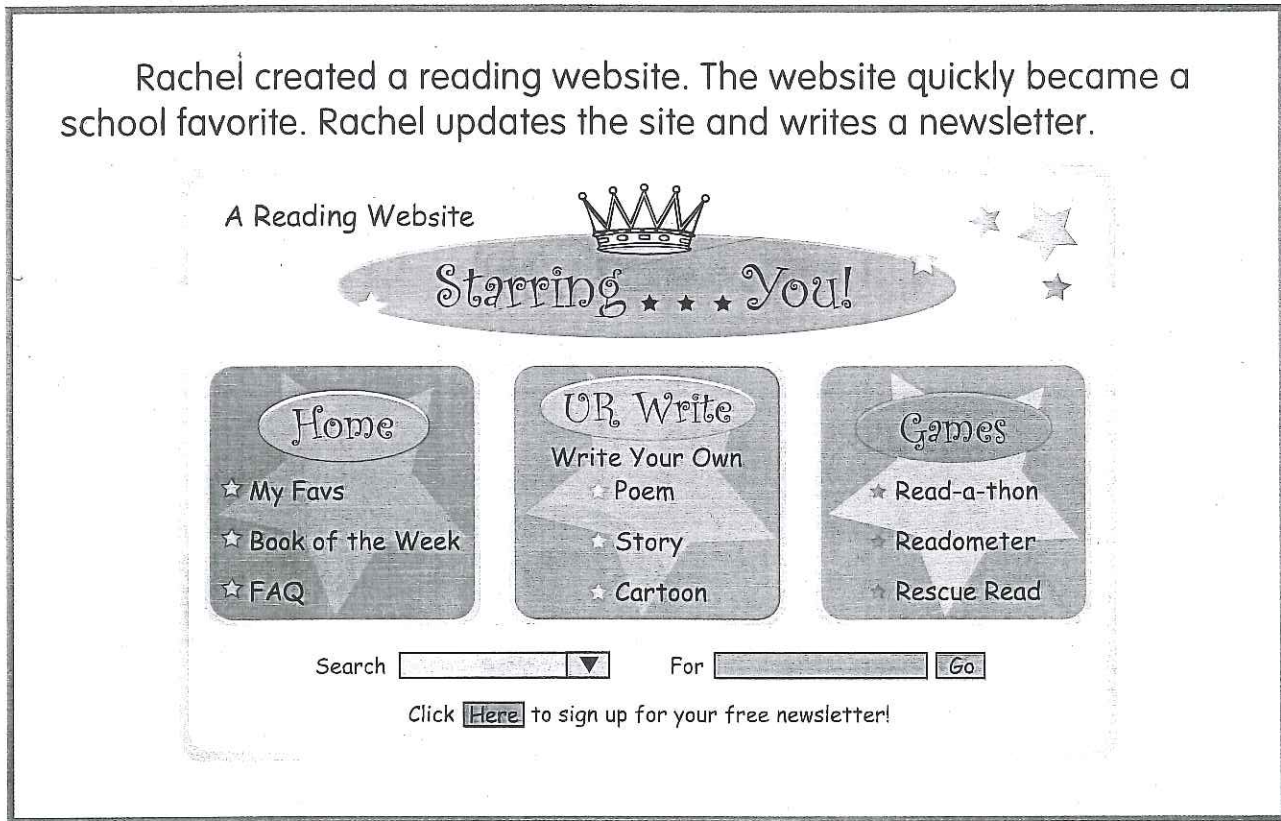 Rachel created a reading website. The website quickly became a
school favorite. Rachel updates the site and writes a newsletter.
A Reading Website
Starring . . . You!
Home
My Favs
Book of the Week
FAQ
UR Write
Write Your Own
Poem
Story
Cartoon
Games
Read-a-thon
Readometer
Rescue Read
Search For Go
Click Here to sign up for your free newsletter!